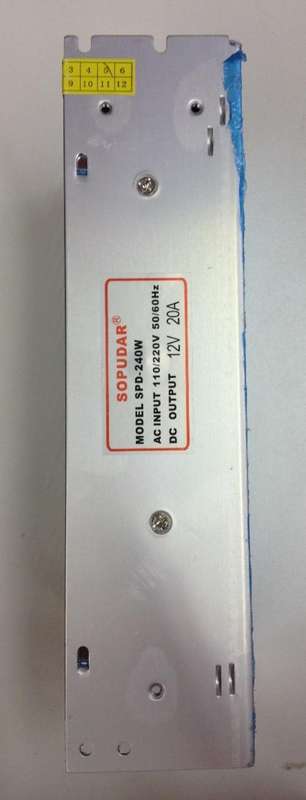 3 4 5 6
9 10 11 12
SOPUDAR®
MODEL SPD-240W
AC INPUT 110/220V 50/60Hz
DC OUTPUT 12V 20A